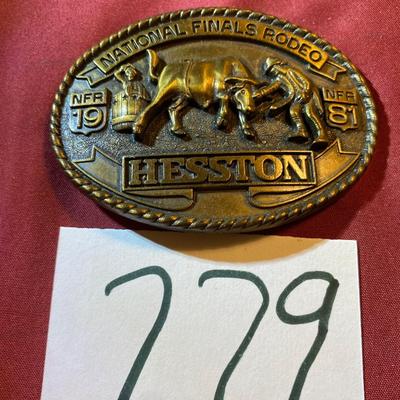 NATIONAL FINALS RODEO
NFR NFR
19 81
HESSTON
779